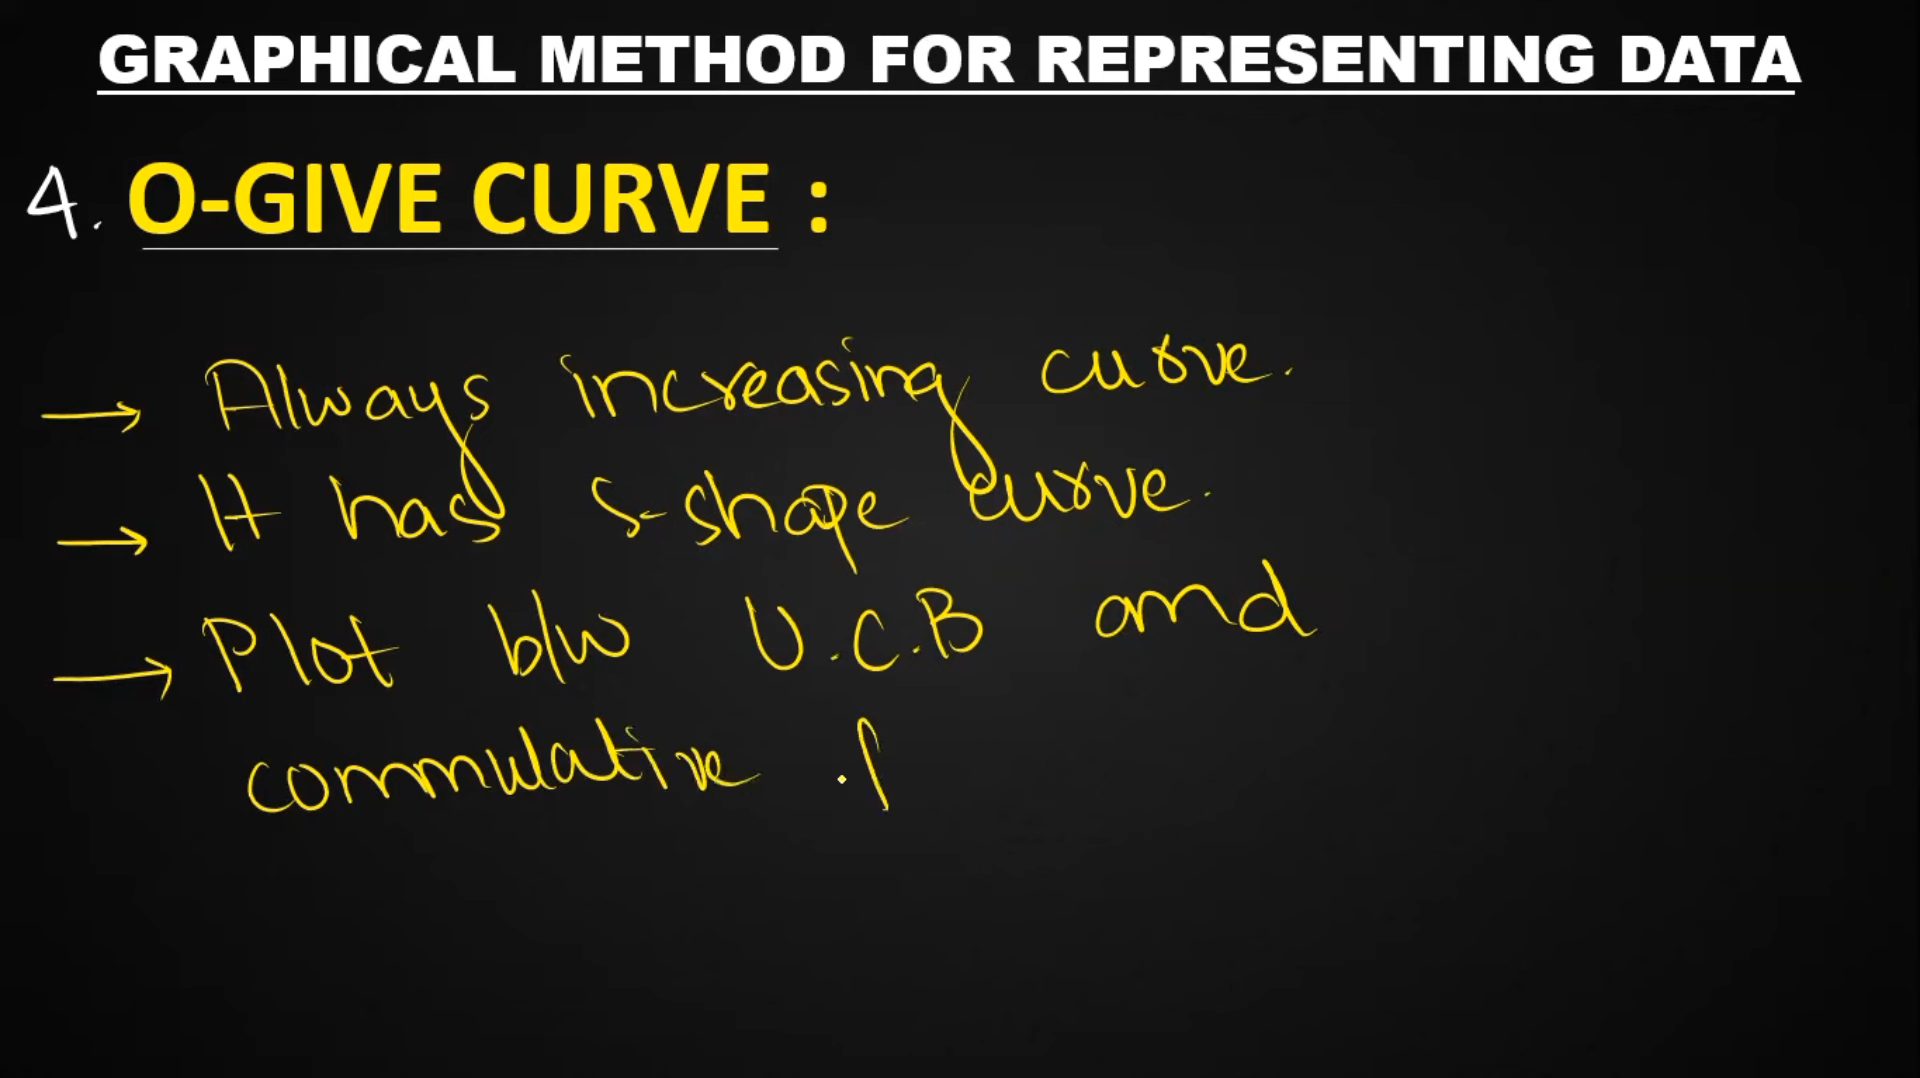 GRAPHICAL METHOD FOR REPRESENTING DATA
4. O-GIVE CURVE :
→ Always increasing curve.
→ It has s-shape curve.
→ Plot b/w U.C.B and
commulative